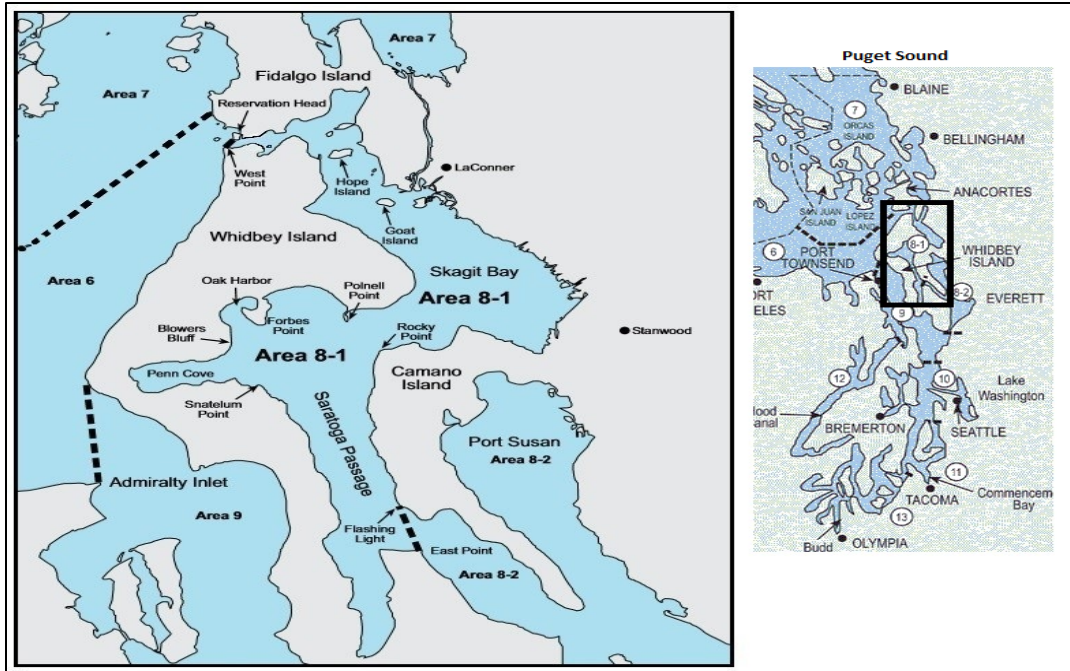 Area 7
Fidalgo Island
Area 7
Reservation Head
West
Point
Hope
Island
LaConner
Goat
Island
Whidbey Island
Skagit Bay
Area 6
Oak Harbor
Polnell
Point
Area 8-1
Forbes
Point
Blowers
Bluff
Rocky
Point
Stanwood
Area 8-1
Penn Cove
Camano
Island
Snatelum
Point
Saratoga Passage
Port Susan
Area 8-2
Admiralty Inlet
Area 9
Flashing
Light
East Point
Area 8-2
Puget Sound
BLAINE
7
ORCAS
ISLAND
BELLINGHAM
ANACORTES
SAN JUAN
ISLAND
LOPEZ
ISLAND
8-1
6
PORT
TOWNSEND
WHIDBEY
ISLAND
8-2
ORT
ELES
EVERETT
9
12
10
Lake
Washington
lood
anal
BREMERTON
SEATTLE
11
TACOMA
Commencem
Bay
13
Budd
OLYMPIA